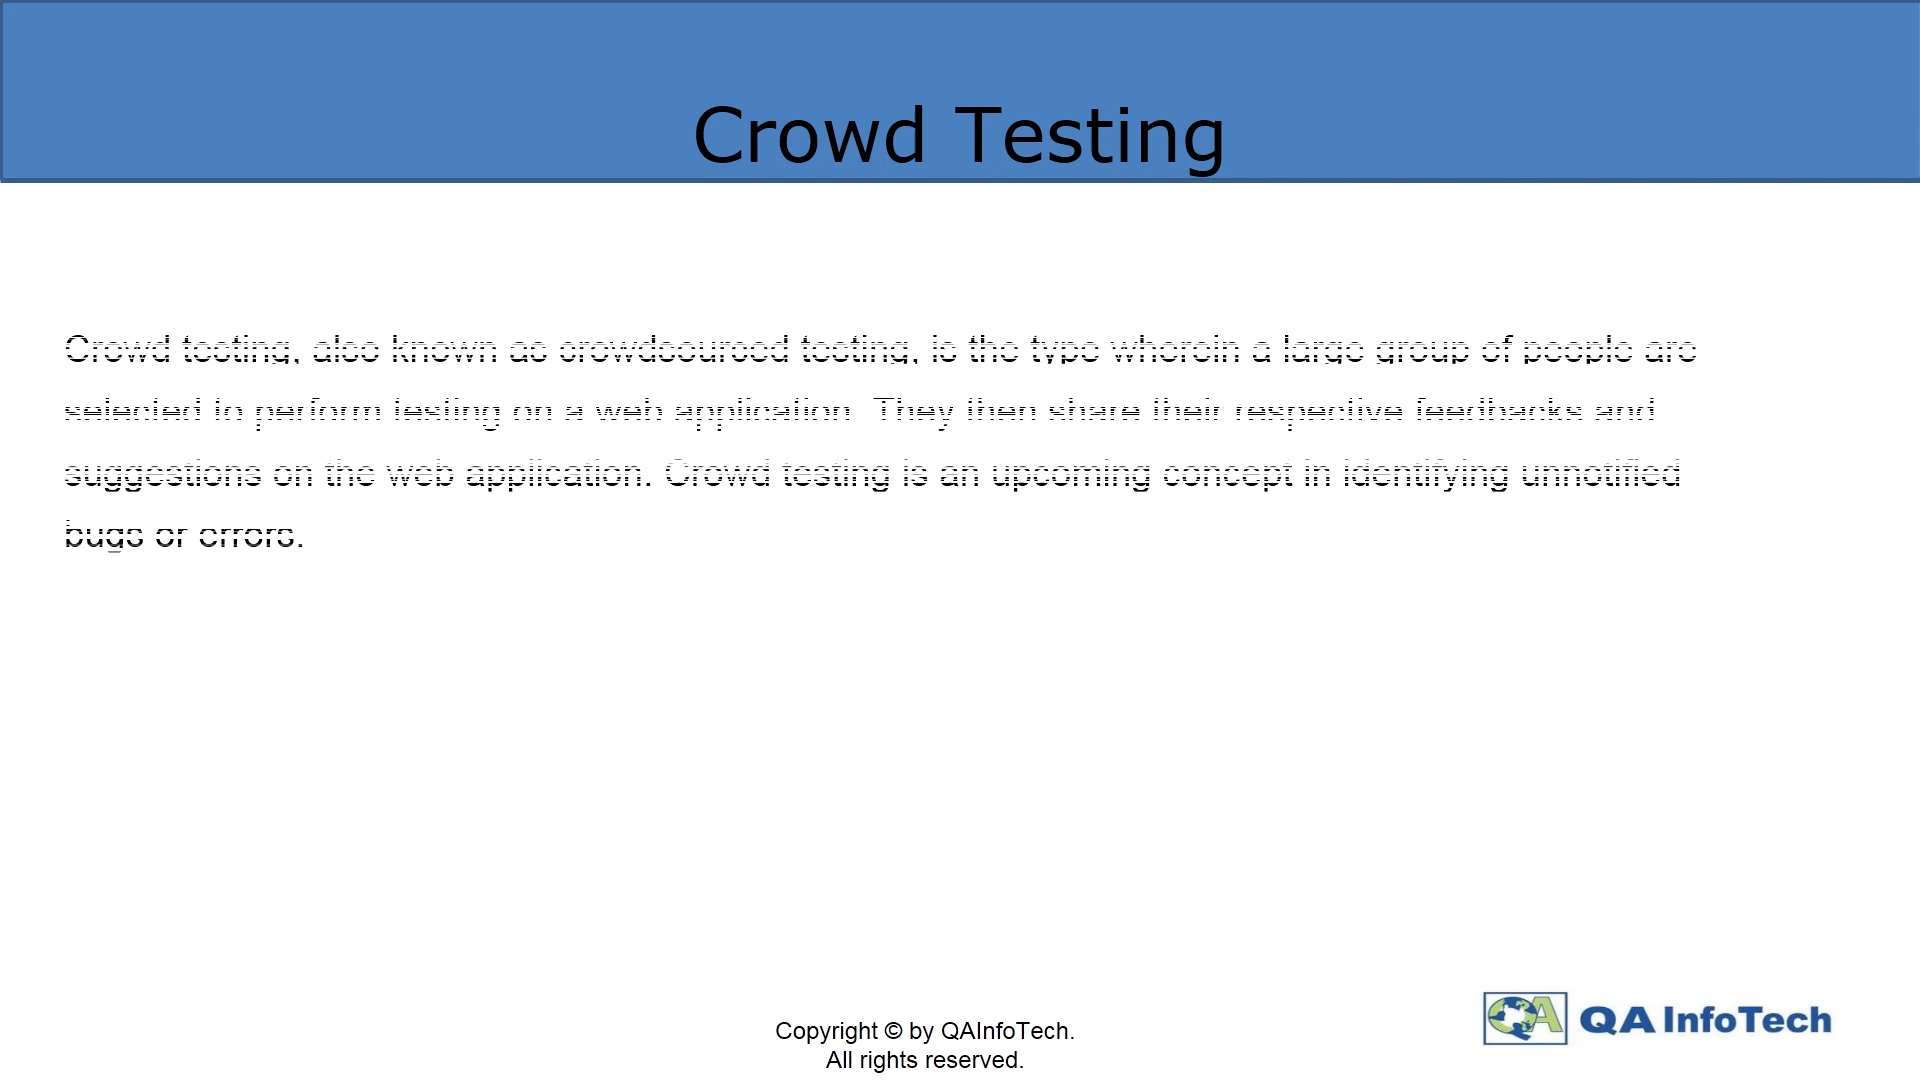 Crowd Testing
Crowd testing, also known as crowdsourced testing, is the type wherein a large group of people are
selected to perform testing on a web application. They then share their respective feedbacks and
suggestions on the web application. Crowd testing is an upcoming concept in identifying unnotified
bugs or errors.
Copyright © by QAInfoTech.
All rights reserved.
QA QA InfoTech